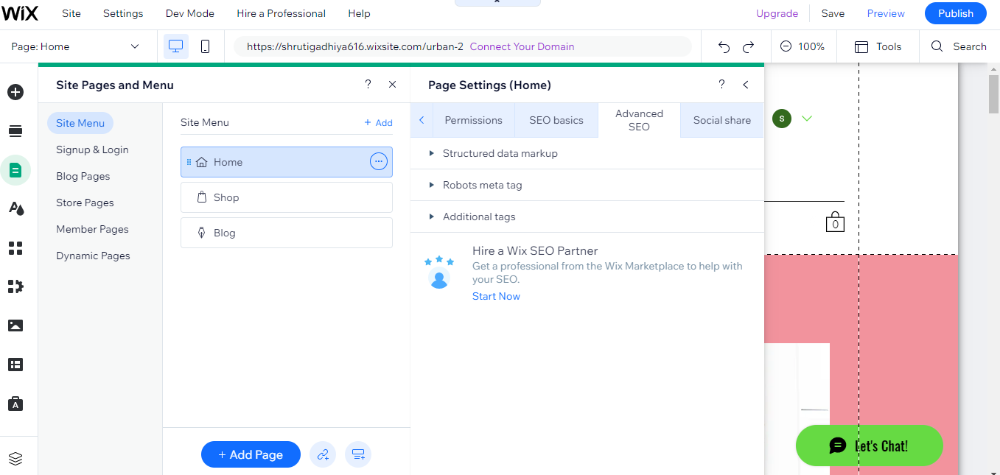 WiX Site Settings Dev Mode Hire a Professional Help Upgrade Save Preview Publish
Page: Home https://shrutigadhiya616.wixsite.com/urban-2 Connect Your Domain 100% Tools Search
Site Pages and Menu ? Page Settings (Home) ?
Site Menu
Signup & Login
Blog Pages
Store Pages
Member Pages
Dynamic Pages
Site Menu + Add
Home
Shop
Blog
+ Add Page
Permissions SEO basics Advanced SEO Social share
Structured data markup
Robots meta tag
Additional tags
Hire a Wix SEO Partner
Get a professional from the Wix Marketplace to help with
your SEO.
Start Now
S
0
A
Let's Chat!